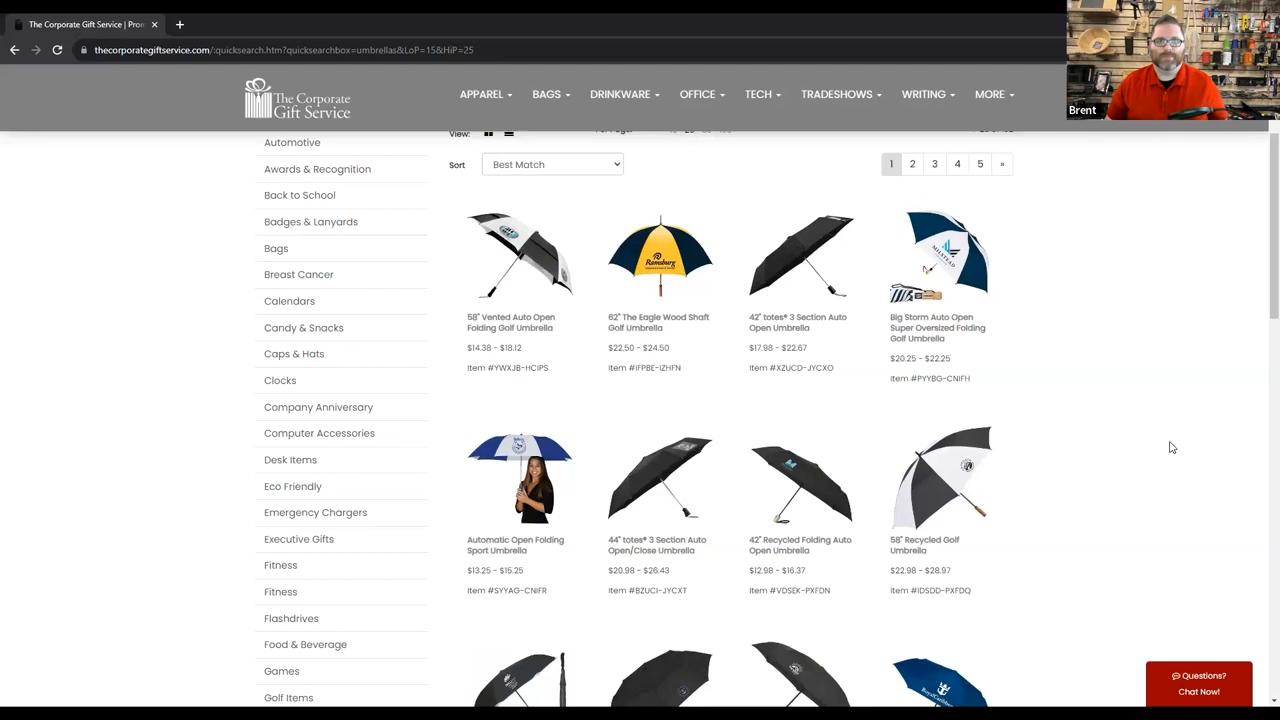 The Corporate Gift Service | Pron
thecorporategiftservice.com/:quicksearch.htm?quicksearchbox=umbrellas&LoP=15&HiP=25
Brent
The Corporate
Gift Service
APPAREL
BAGS
DRINKWARE
OFFICE
TECH
TRADESHOWS
WRITING
MORE
View:
Sort
Best Match
1
2
3
4
5
»
Automotive
Awards & Recognition
Back to School
Badges & Lanyards
Bags
Breast Cancer
Calendars
Candy & Snacks
Caps & Hats
Clocks
Company Anniversary
Computer Accessories
Desk Items
Eco Friendly
Emergency Chargers
Executive Gifts
Fitness
Fitness
Flashdrives
Food & Beverage
Games
Golf Items
58" Vented Auto Open
Folding Golf Umbrella
$14.38 - $18.12
Item #YWXJB-HCIPS
Ramsburg
62" The Eagle Wood Shaft
Golf Umbrella
$22.50 - $24.50
Item #IFPBE-IZHFN
42" totes® 3 Section Auto
Open Umbrella
$17.98 - $22.67
Item #XZUCD-JYCXO
MILSTEAD
Big Storm Auto Open
Super Oversized Folding
Golf Umbrella
$20.25 - $22.25
Item #PYYBG-CNIFH
Automatic Open Folding
Sport Umbrella
$13.25 - $15.25
Item #SYYAG-CNIFR
44" totes® 3 Section Auto
Open/Close Umbrella
$20.98 - $26.43
Item #BZUCI-JYCXT
42" Recycled Folding Auto
Open Umbrella
$12.98 - $16.37
Item #VDSEK-PXFDN
58" Recycled Golf
Umbrella
$22.98 - $28.97
Item #IDSDD-PXFDQ
RoyalCaribbean
Questions?
Chat Now!